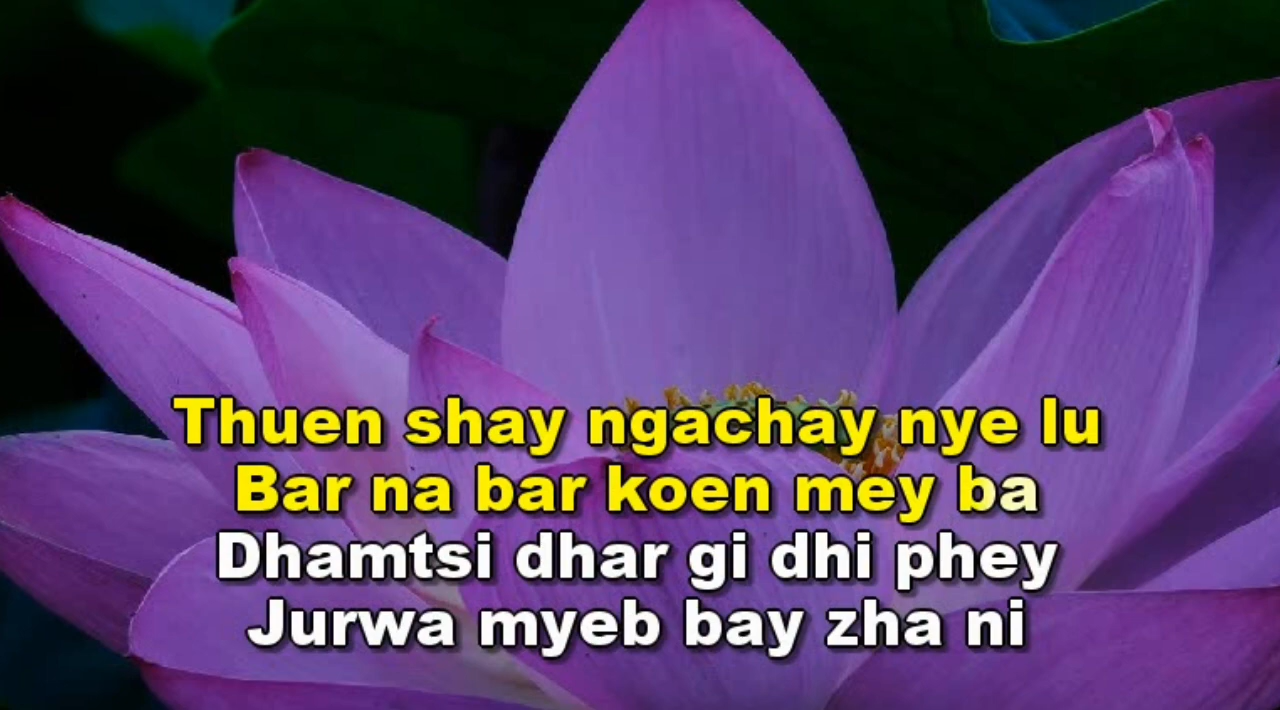 Thuen shay ngachay nye lu
Bar na bar koen mey ba
Dhamtsi dhar gi dhi phey
Jurwa myeb bay zha ni